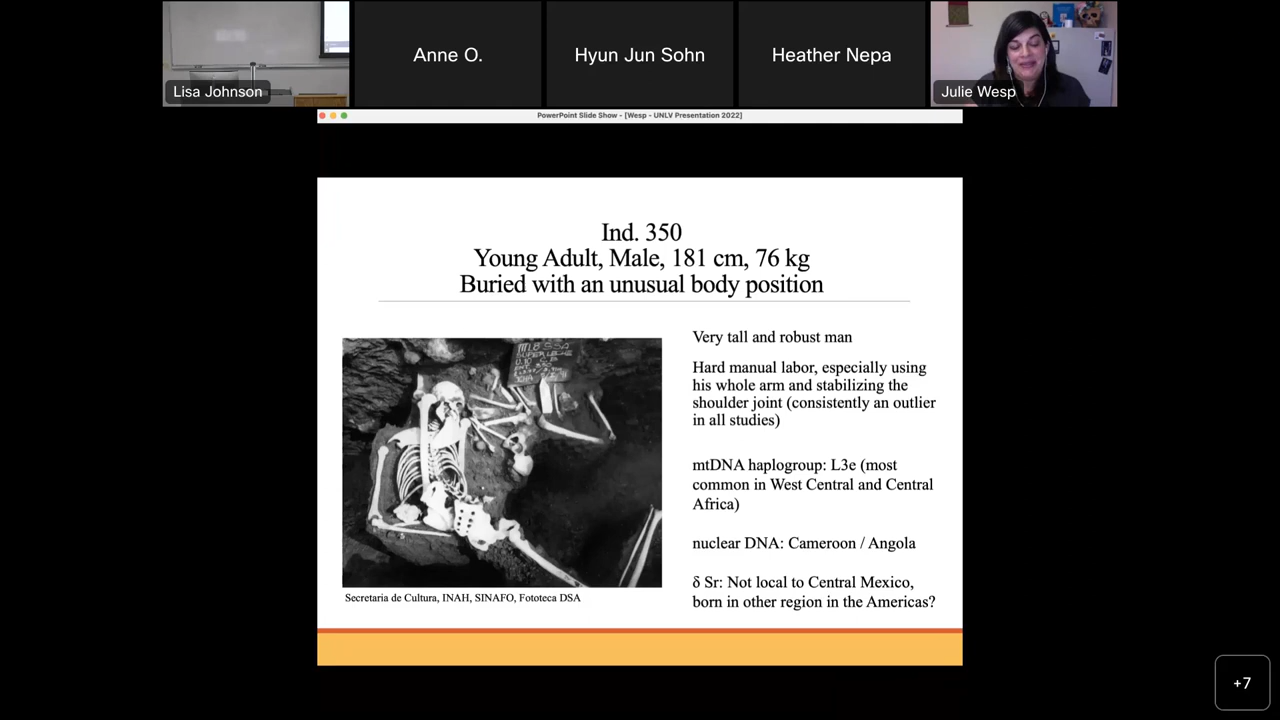 Lisa Johnson
Anne O.
Hyun Jun Sohn
Heather Nepa
Julie Wesp
PowerPoint Slide Show - [Wesp - UNLV Presentation 2022]
Ind. 350
Young Adult, Male, 181 cm, 76 kg
Buried with an unusual body position
Very tall and robust man
Hard manual labor, especially using
his whole arm and stabilizing the
shoulder joint (consistently an outlier
in all studies)
mtDNA haplogroup: L3e (most
common in West Central and Central
Africa)
nuclear DNA: Cameroon / Angola
δ Sr: Not local to Central Mexico,
born in other region in the Americas?
Secretaria de Cultura, INAH, SINAFO, Fototeca DSA
+7